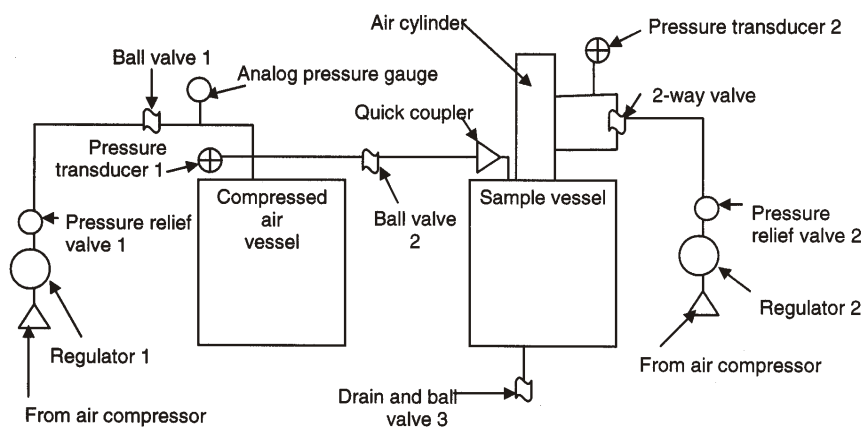 Air cylinder
Pressure transducer 2
Ball valve 1
Analog pressure gauge
2-way valve
Quick coupler
Pressure
transducer 1
Compressed
air
vessel
Sample vessel
Ball valve
2
Pressure relief
valve 1
Pressure
relief valve 2
Regulator 2
Regulator 1
From air compressor
Drain and ball
valve 3
From air compressor